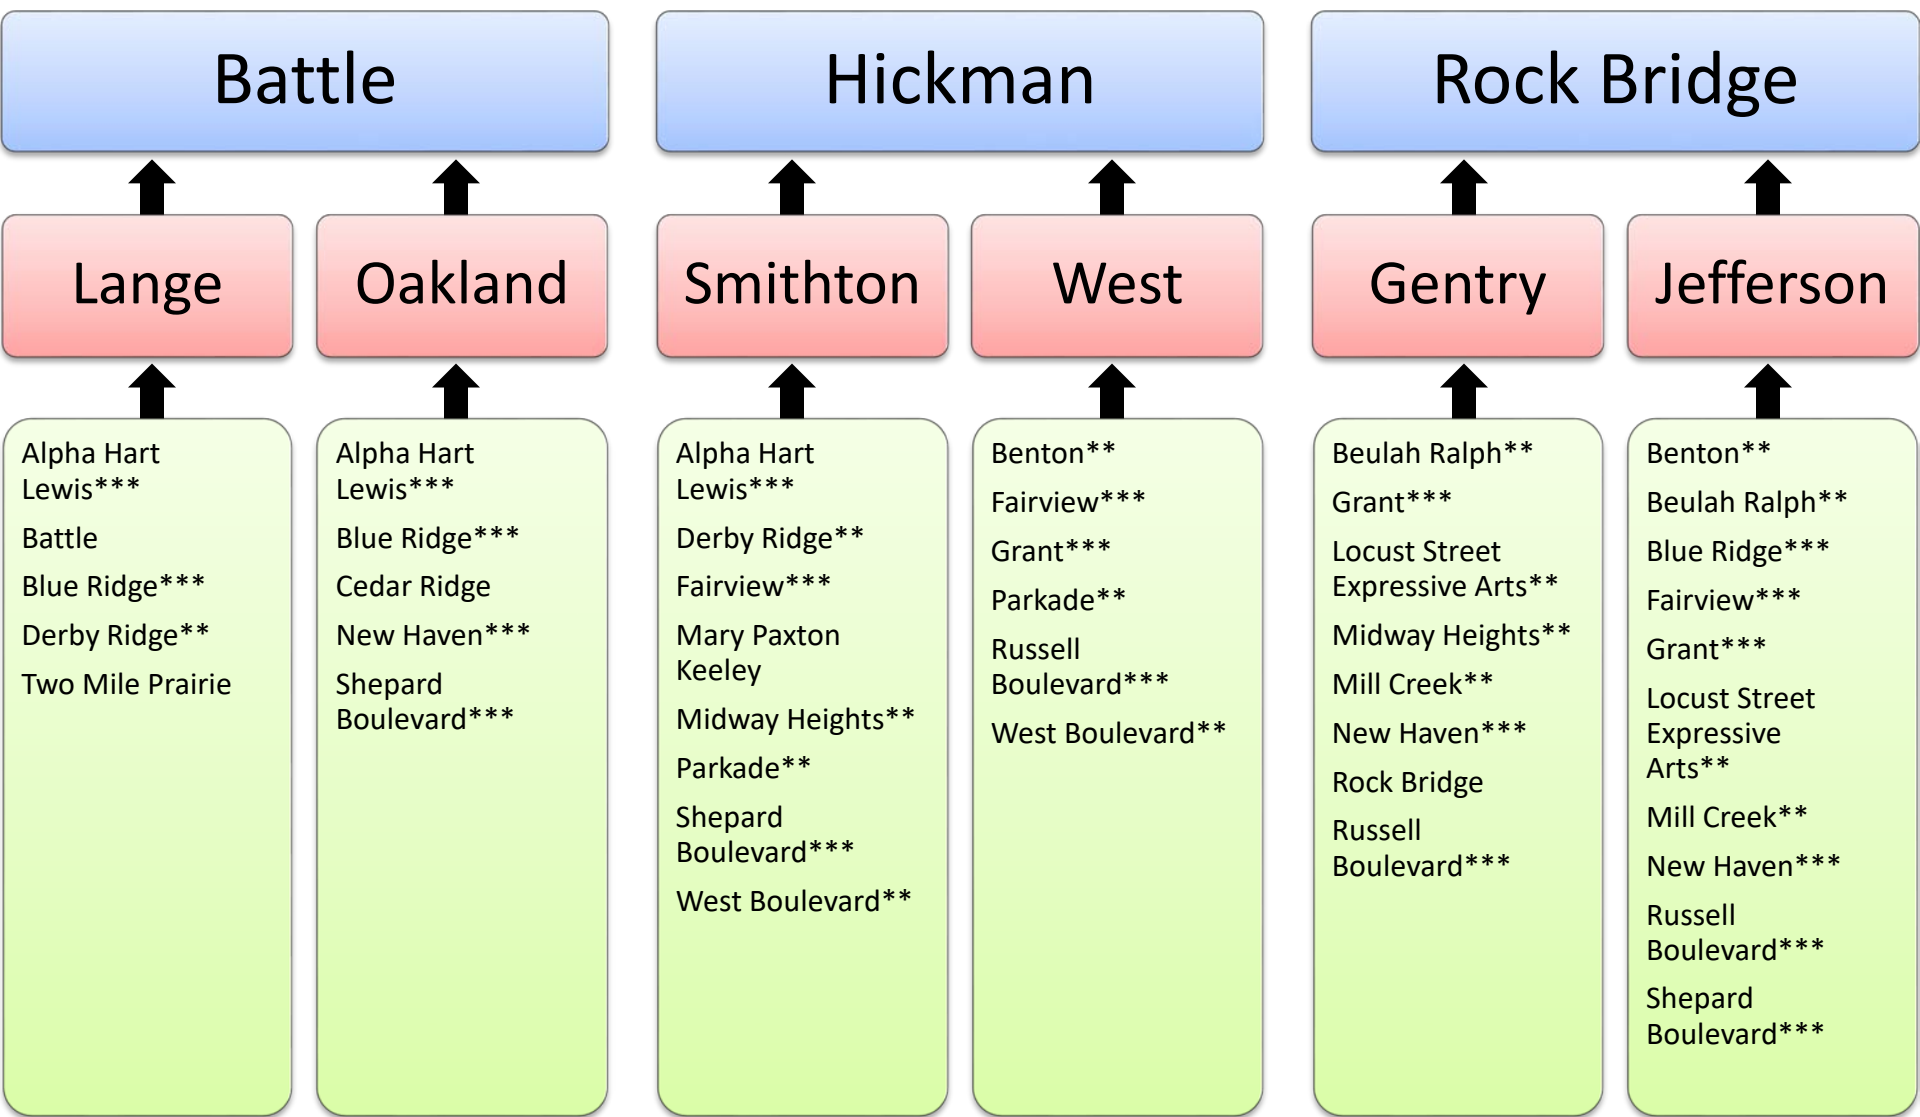 Battle
Hickman
Rock Bridge
Lange
Oakland
Smithton
West
Gentry
Jefferson
Alpha Hart
Lewis***
Battle
Blue Ridge***
Derby Ridge**
Two Mile Prairie
Alpha Hart
Lewis***
Blue Ridge***
Cedar Ridge
New Haven***
Shepard
Boulevard***
Alpha Hart
Lewis***
Derby Ridge**
Fairview***
Mary Paxton
Keeley
Midway Heights**
Parkade**
Shepard
Boulevard***
West Boulevard**
Benton**
Fairview***
Grant***
Parkade**
Russell
Boulevard***
West Boulevard**
Beulah Ralph**
Grant***
Locust Street
Expressive Arts**
Midway Heights**
Mill Creek**
New Haven***
Rock Bridge
Russell
Boulevard***
Benton**
Beulah Ralph**
Blue Ridge***
Fairview***
Grant***
Locust Street
Expressive
Arts**
Mill Creek**
New Haven***
Russell
Boulevard***
Shepard
Boulevard***